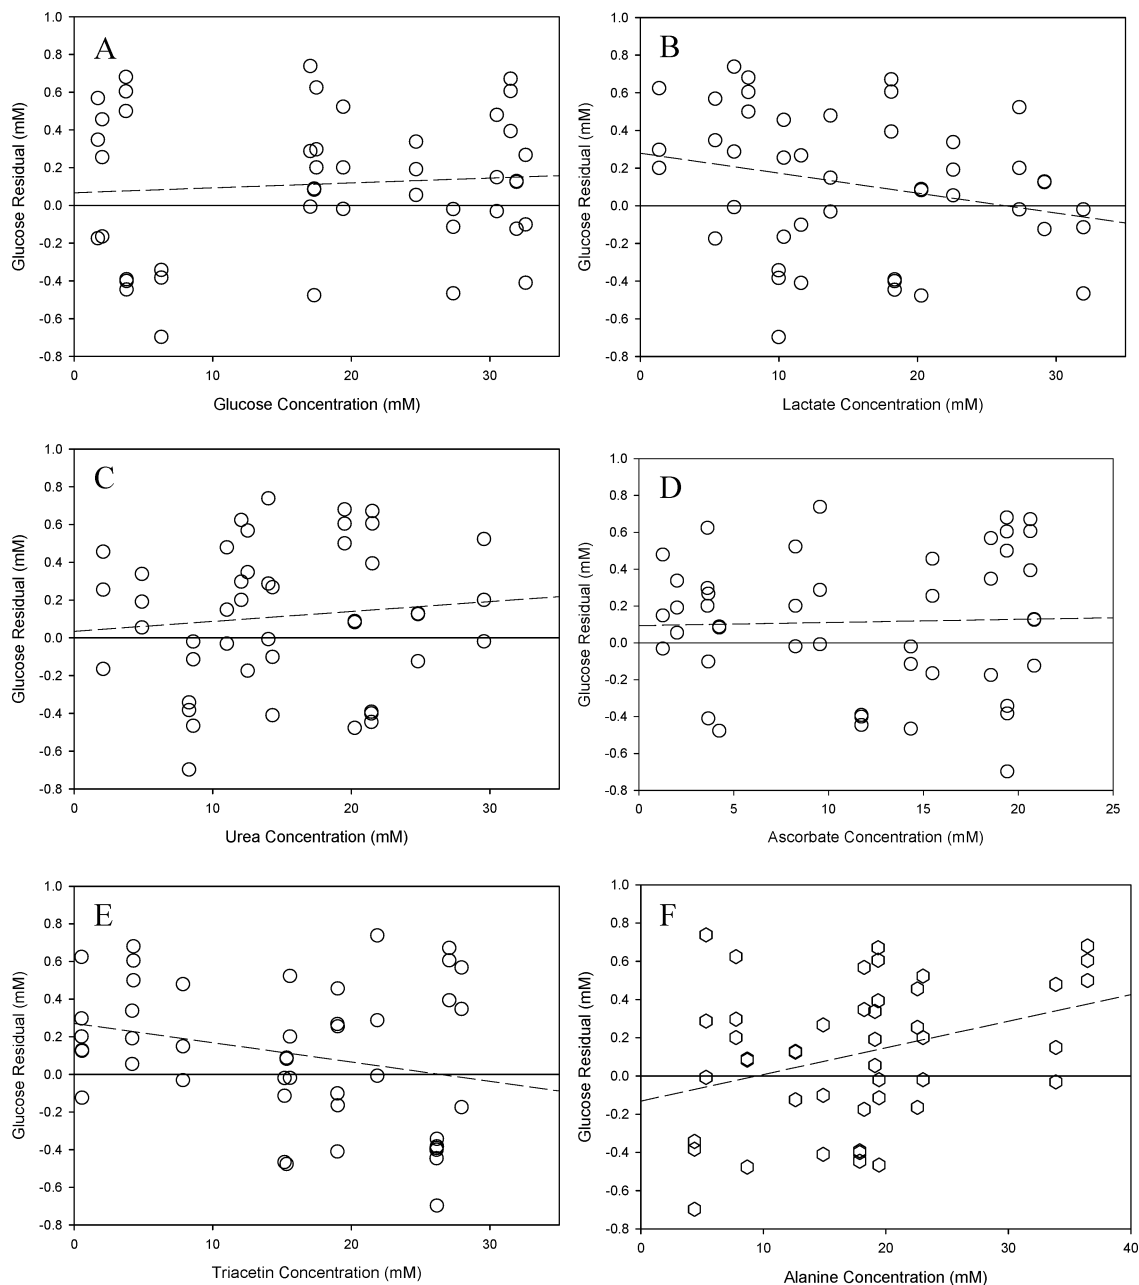 A
1.0
0.8
0.6
0.4
0.2
0.0
-0.2
-0.4
-0.6
-0.8
Glucose Residual (mM)
0 10 20 30
Glucose Concentration (mM)
B
1.0
0.8
0.6
0.4
0.2
0.0
-0.2
-0.4
-0.6
-0.8
Glucose Residual (mM)
0 10 20 30
Lactate Concentration (mM)
C
1.0
0.8
0.6
0.4
0.2
0.0
-0.2
-0.4
-0.6
-0.8
Glucose Residual (mM)
0 10 20 30
Urea Concentration (mM)
D
1.0
0.8
0.6
0.4
0.2
0.0
-0.2
-0.4
-0.6
-0.8
Glucose Residual (mM)
0 5 10 15 20 25
Ascorbate Concentration (mM)
E
1.0
0.8
0.6
0.4
0.2
0.0
-0.2
-0.4
-0.6
-0.8
Glucose Residual (mM)
0 10 20 30
Triacetin Concentration (mM)
F
1.0
0.8
0.6
0.4
0.2
0.0
-0.2
-0.4
-0.6
-0.8
Glucose Residual (mM)
0 10 20 30 40
Alanine Concentration (mM)